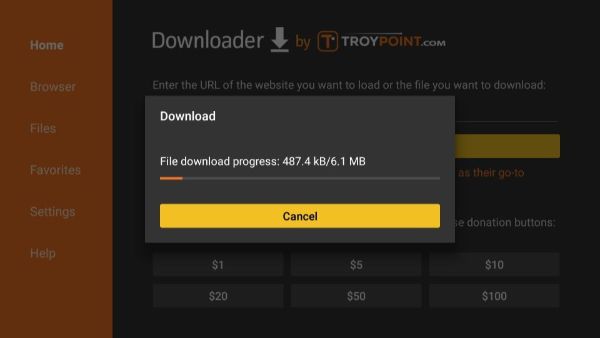 Home
Downloader by TROYPOINT.COM
Browser
Enter the URL of the website you want to load or the file you want to download:
Download
Files
File download progress: 487.4 kB/6.1 MB
Favorites
as their go-to
Settings
Cancel
donation buttons:
Help
$1 $5 $10
$20 $50 $100